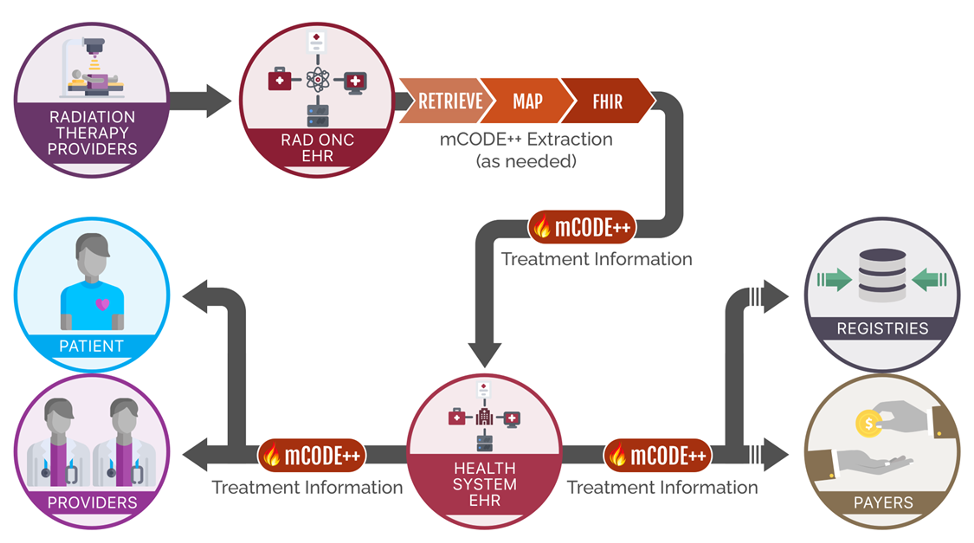 RADIATION
THERAPY
PROVIDERS
RAD ONC
EHR
RETRIEVE
MAP
FHIR
mCODE++ Extraction
(as needed)
mCODE++
Treatment Information
PATIENT
REGISTRIES
PROVIDERS
mCODE++
Treatment Information
HEALTH
SYSTEM
EHR
mCODE++
Treatment Information
$
PAYERS